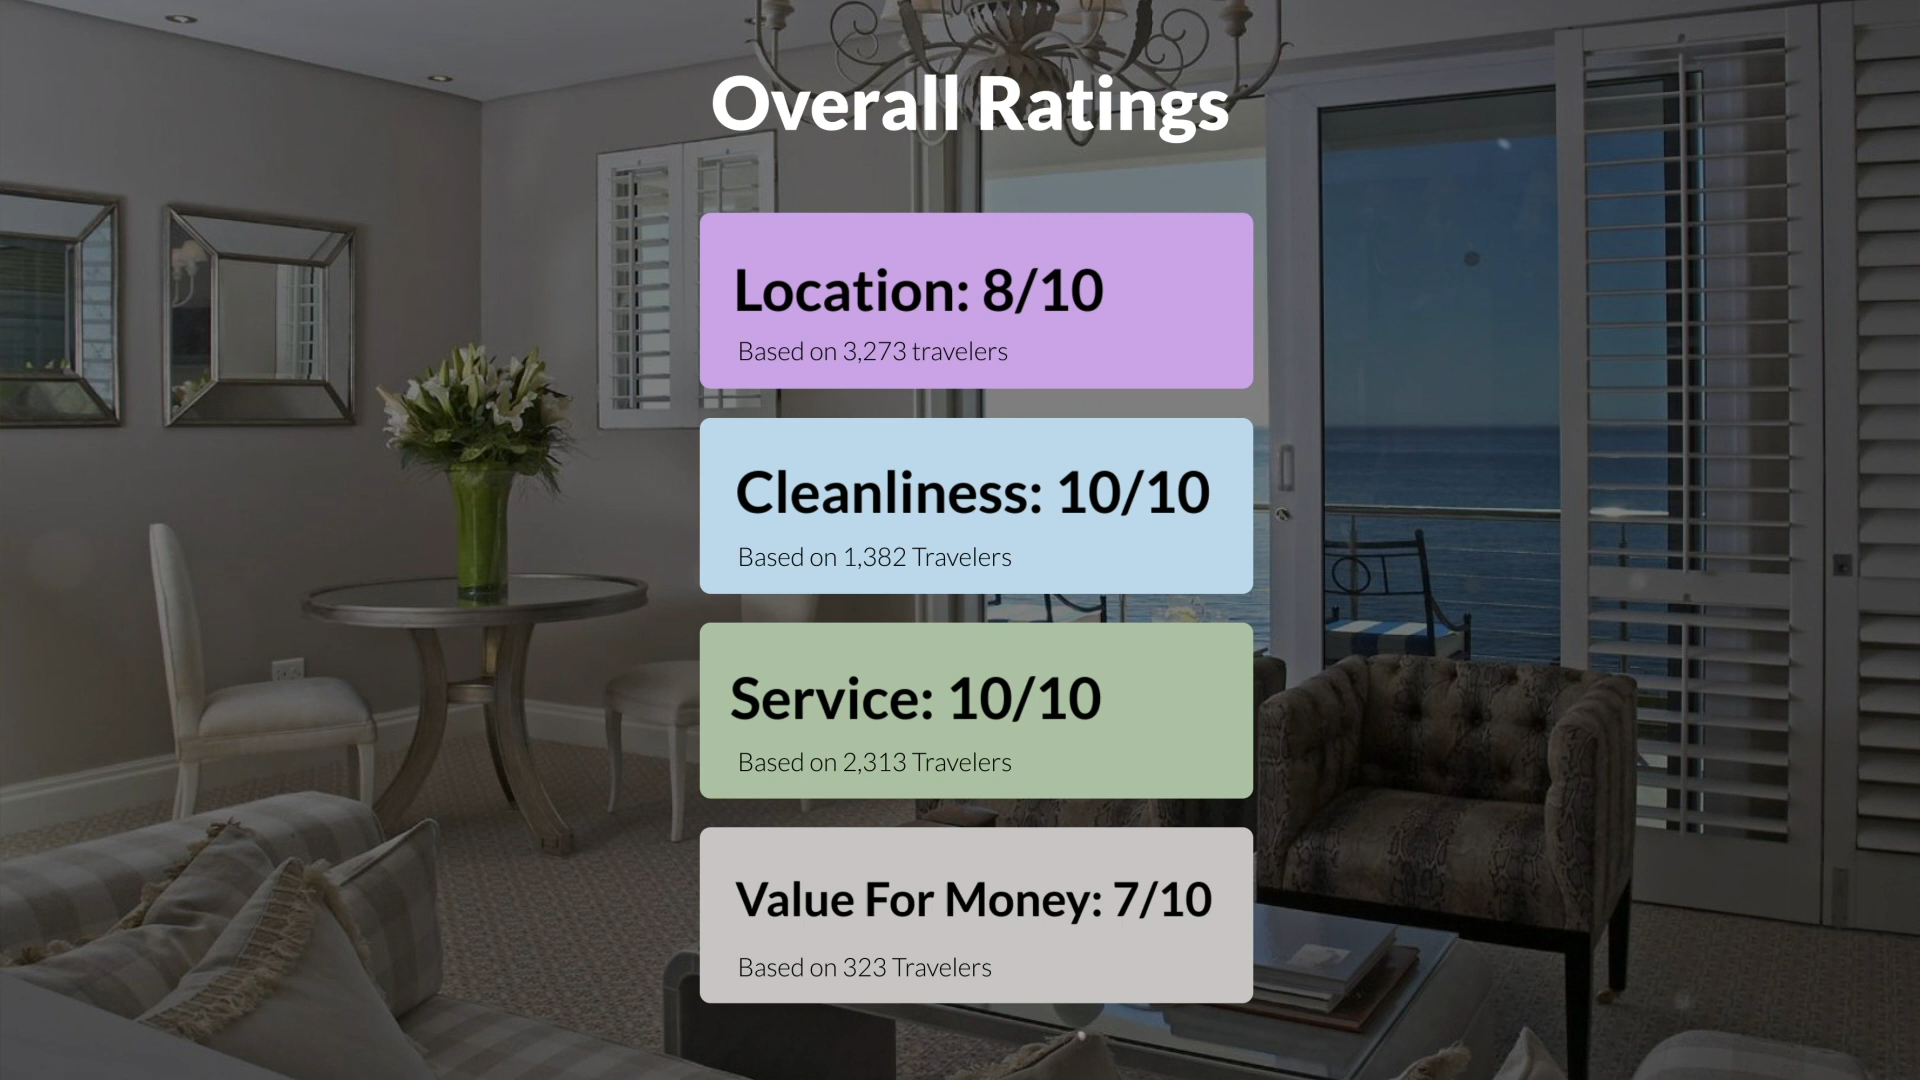 Overall Ratings
Location: 8/10
Based on 3,273 travelers
Cleanliness: 10/10
Based on 1,382 Travelers
Service: 10/10
Based on 2,313 Travelers
Value For Money: 7/10
Based on 323 Travelers